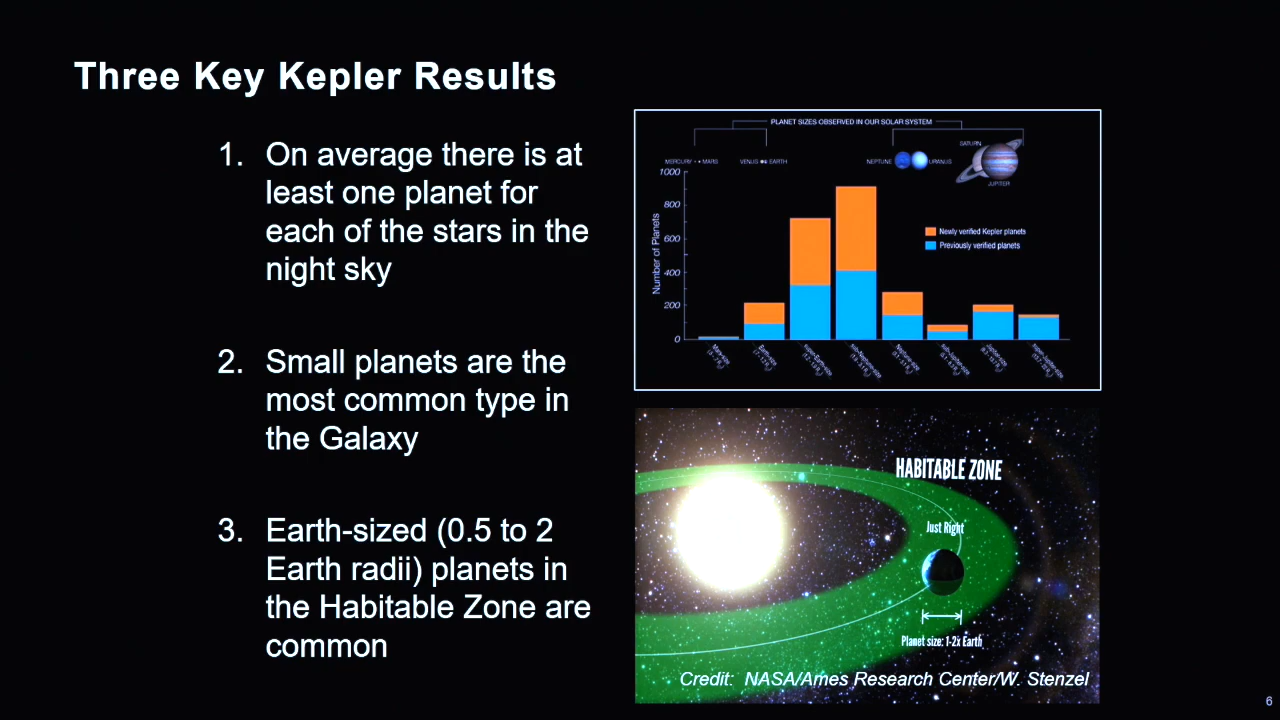 Three Key Kepler Results
1. On average there is at
least one planet for
each of the stars in the
night sky
2. Small planets are the
most common type in
the Galaxy
3. Earth-sized (0.5 to 2
Earth radii) planets in
the Habitable Zone are
common
PLANET SIZES OBSERVED IN OUR SOLAR SYSTEM
MERCURY MARS
VENUS EARTH
NEPTUNE
URANUS
SATURN
JUPITER
Number of Planets
1000
800
600
400
200
0
Newly verified Kepler planets
Previously verified planets
HABITABLE ZONE
Just Right
Planet size: 1-2x Earth
Credit: NASA/Ames Research Center/W. Stenzel
6